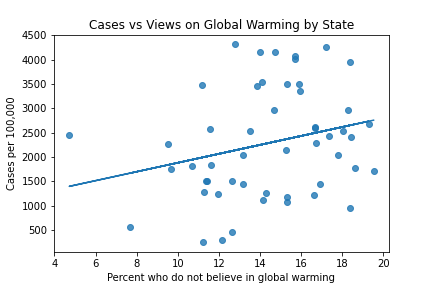 Cases vs Views on Global Warming by State
Cases per 100,000
4500
4000
3500
3000
2500
2000
1500
1000
500
4 6 8 10 12 14 16 18 20
Percent who do not believe in global warming